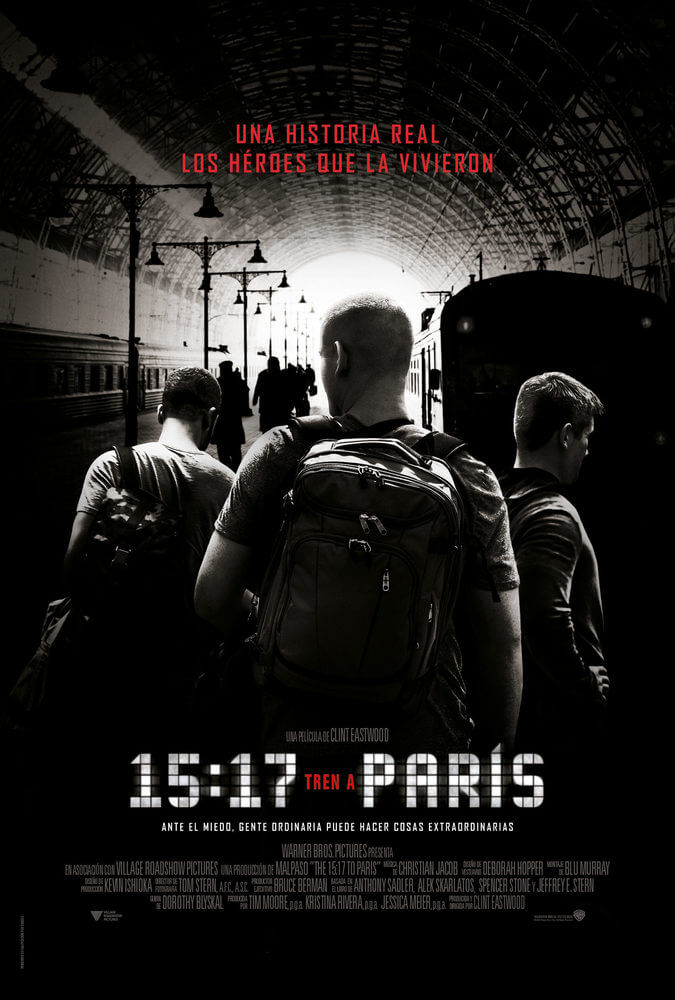 UNA HISTORIA REAL
LOS HÉROES QUE LA VIVIERON
UNA PELÍCULA DE CLINT EASTWOOD
15:17 TREN A PARÍS
ANTE EL MIEDO, GENTE ORDINARIA PUEDE HACER COSAS EXTRAORDINARIAS
WARNER BROS. PICTURES PRESENTA
EN ASOCIACIÓN CON VILLAGE ROADSHOW PICTURES UNA PRODUCCIÓN DE MALPASO "THE 15:17 TO PARIS" MÚSICA DE CHRISTIAN JACOB DISEÑO DE VESTUARIO DEBORAH HOPPER MONTAJE DE BLU MURRAY
DISEÑO DE PRODUCCIÓN KEVIN ISHIOKA DIRECTOR DE FOTOGRAFÍA TOM STERN, A.F.C., A.S.C. PRODUCTOR EJECUTIVO BRUCE BERMAN BASADA EN EL LIBRO DE ANTHONY SADLER, ALEK SKARLATOS, SPENCER STONE Y JEFFREY E. STERN
GUIÓN DE DOROTHY BLYSKAL PRODUCIDA POR TIM MOORE, p.g.a. KRISTINA RIVERA, p.g.a. JESSICA MEIER, p.g.a. PRODUCIDA Y DIRIGIDA POR CLINT EASTWOOD
VILLAGE ROADSHOW PICTURES